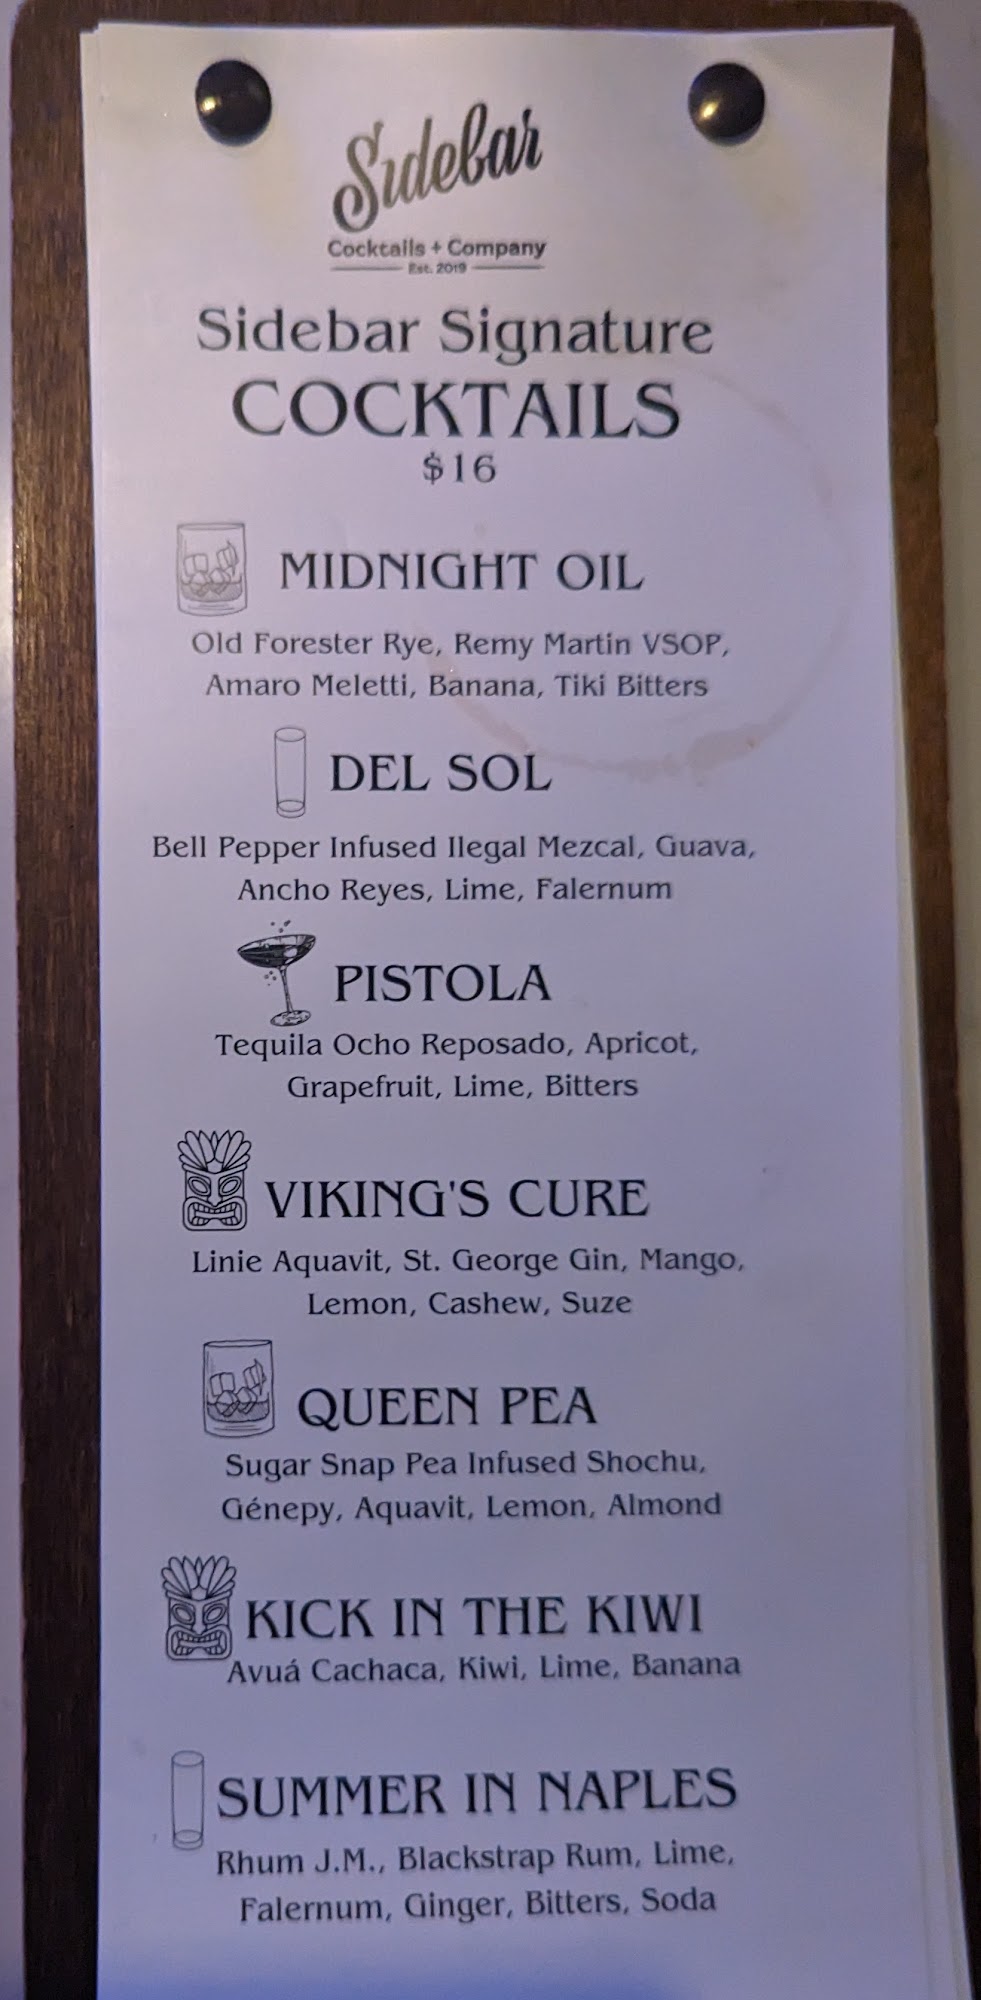 Sidebar
Cocktails + Company
Est. 2019
Sidebar Signature
COCKTAILS
$16
MIDNIGHT OIL
Old Forester Rye, Remy Martin VSOP,
Amaro Meletti, Banana, Tiki Bitters
DEL SOL
Bell Pepper Infused Ilegal Mezcal, Guava,
Ancho Reyes, Lime, Falernum
PISTOLA
Tequila Ocho Reposado, Apricot,
Grapefruit, Lime, Bitters
VIKING'S CURE
Linie Aquavit, St. George Gin, Mango,
Lemon, Cashew, Suze
QUEEN PEA
Sugar Snap Pea Infused Shochu,
Génepy, Aquavit, Lemon, Almond
KICK IN THE KIWI
Avuá Cachaca, Kiwi, Lime, Banana
SUMMER IN NAPLES
Rhum J.M., Blackstrap Rum, Lime,
Falernum, Ginger, Bitters, Soda